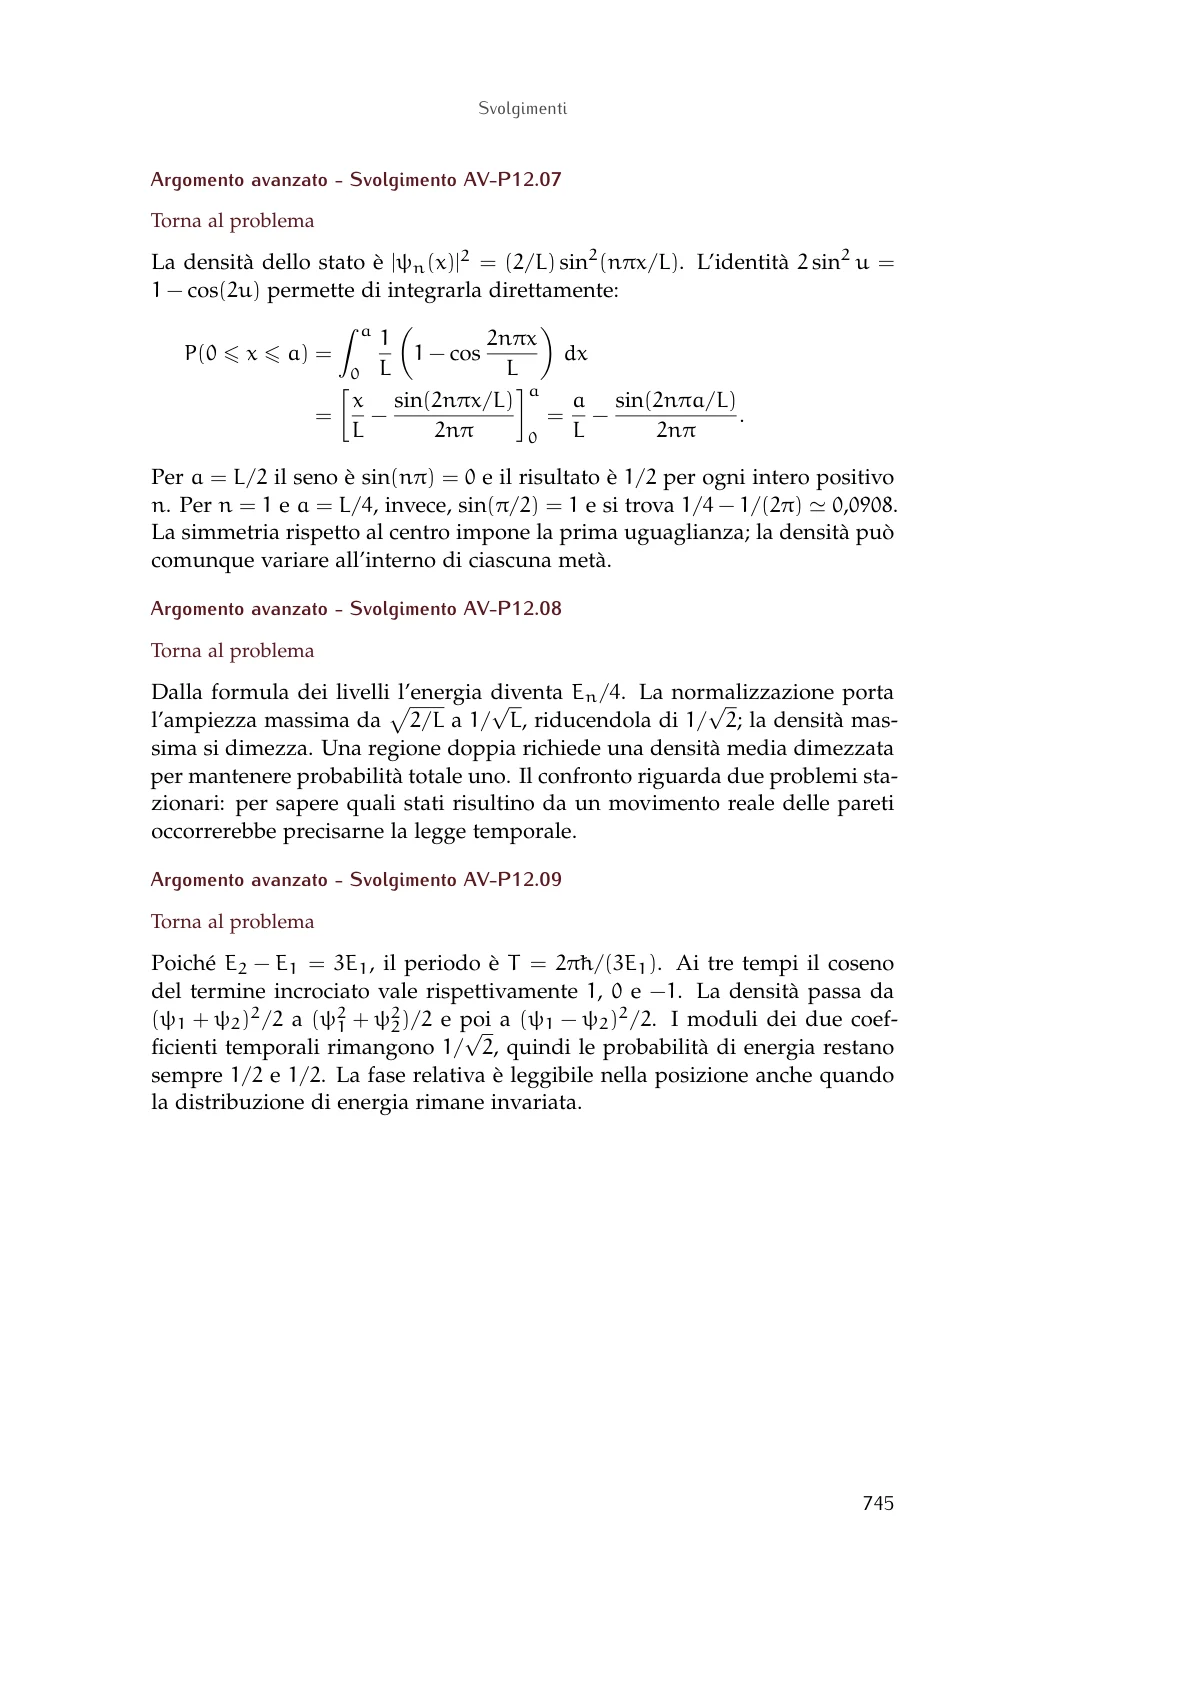 Svolgimenti
Argomento avanzato - Svolgimento AV-P12.07
Torna al problema
La densità dello stato è |ψₙ(x)|² = (2/L) sin²(nπx/L). L’identità 2 sin² u =
1 − cos(2u) permette di integrarla direttamente:
P(0 ⩽ x ⩽ a) = ∫₀ᵃ 1/L (1 − cos 2nπx/L) dx
= [x/L − sin(2nπx/L)/2nπ]₀ᵃ = a/L − sin(2nπa/L)/2nπ.
Per a = L/2 il seno è sin(nπ) = 0 e il risultato è 1/2 per ogni intero positivo
n. Per n = 1 e a = L/4, invece, sin(π/2) = 1 e si trova 1/4 − 1/(2π) ≃ 0,0908.
La simmetria rispetto al centro impone la prima uguaglianza; la densità può
comunque variare all’interno di ciascuna metà.
Argomento avanzato - Svolgimento AV-P12.08
Torna al problema
Dalla formula dei livelli l’energia diventa Eₙ/4. La normalizzazione porta
l’ampiezza massima da √(2/L) a 1/√L, riducendola di 1/√2; la densità mas-
sima si dimezza. Una regione doppia richiede una densità media dimezzata
per mantenere probabilità totale uno. Il confronto riguarda due problemi sta-
zionari: per sapere quali stati risultino da un movimento reale delle pareti
occorrerebbe precisarne la legge temporale.
Argomento avanzato - Svolgimento AV-P12.09
Torna al problema
Poiché E₂ − E₁ = 3E₁, il periodo è T = 2πħ/(3E₁). Ai tre tempi il coseno
del termine incrociato vale rispettivamente 1, 0 e −1. La densità passa da
(ψ₁ + ψ₂)²/2 a (ψ₁² + ψ₂²)/2 e poi a (ψ₁ − ψ₂)²/2. I moduli dei due coef-
ficienti temporali rimangono 1/√2, quindi le probabilità di energia restano
sempre 1/2 e 1/2. La fase relativa è leggibile nella posizione anche quando
la distribuzione di energia rimane invariata.
745